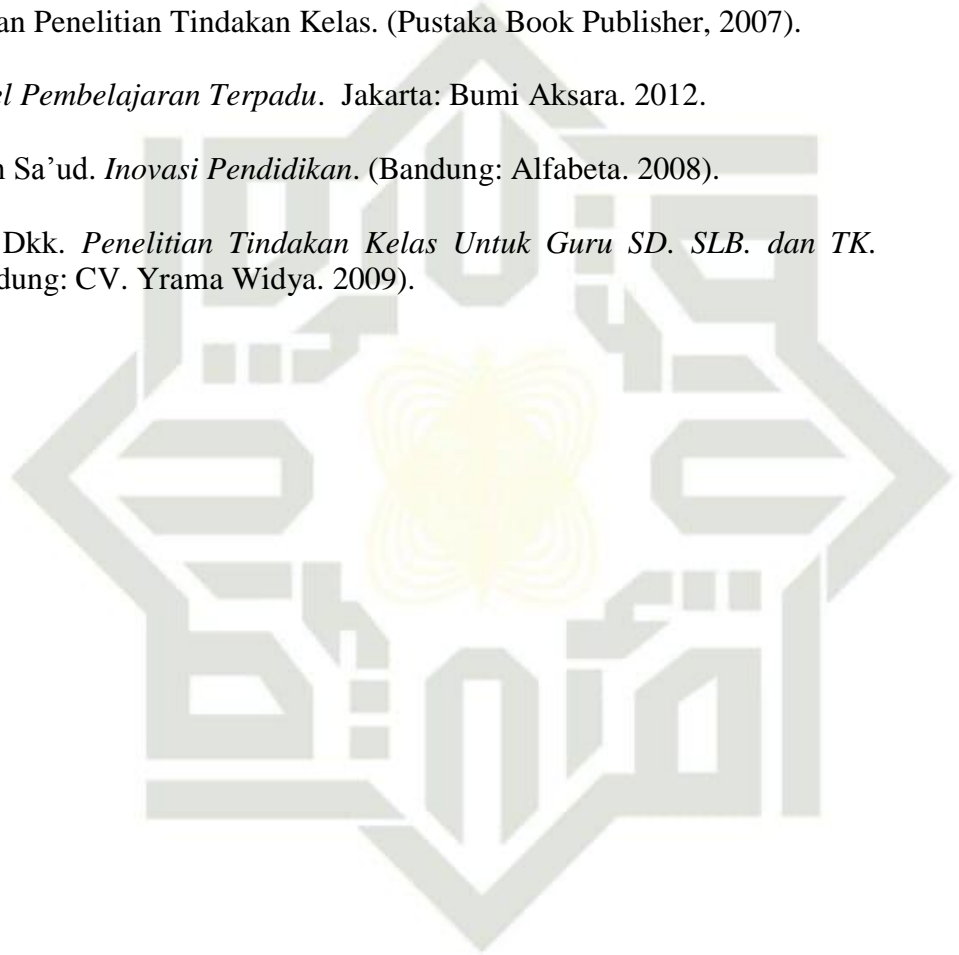 an Penelitian Tindakan Kelas. (Pustaka Book Publisher, 2007).
el Pembelajaran Terpadu. Jakarta: Bumi Aksara. 2012.
n Sa’ud. Inovasi Pendidikan. (Bandung: Alfabeta. 2008).
Dkk. Penelitian Tindakan Kelas Untuk Guru SD. SLB. dan TK.
dung: CV. Yrama Widya. 2009).